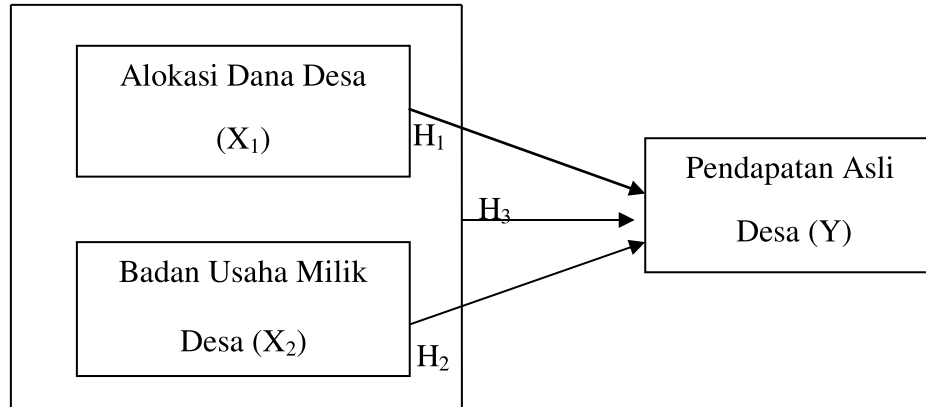 Alokasi Dana Desa
(X₁)
H₁
Pendapatan Asli
Desa (Y)
H₃
Badan Usaha Milik
Desa (X₂)
H₂